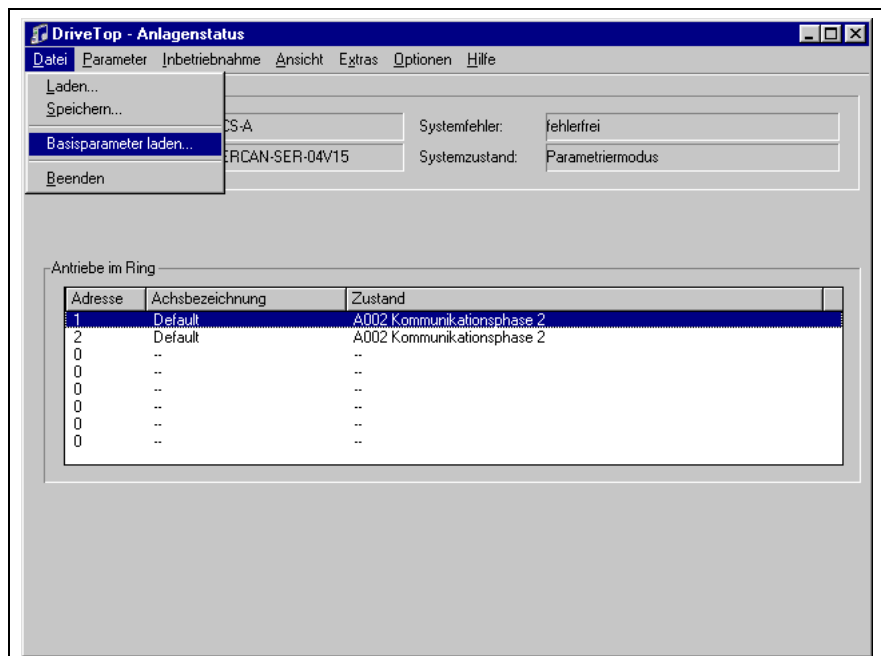 DriveTop - Anlagenstatus
Datei Parameter Inbetriebnahme Ansicht Extras Optionen Hilfe
Laden...
Speichern...
Basisparameter laden...
Beenden
CS-A
Systemfehler:
fehlerfrei
ERCAN-SER-04V15
Systemzustand:
Parametriermodus
Antriebe im Ring
Adresse Achsbezeichnung Zustand
1 Default A002 Kommunikationsphase 2
2 Default A002 Kommunikationsphase 2
0 -- --
0 -- --
0 -- --
0 -- --
0 -- --
0 -- --